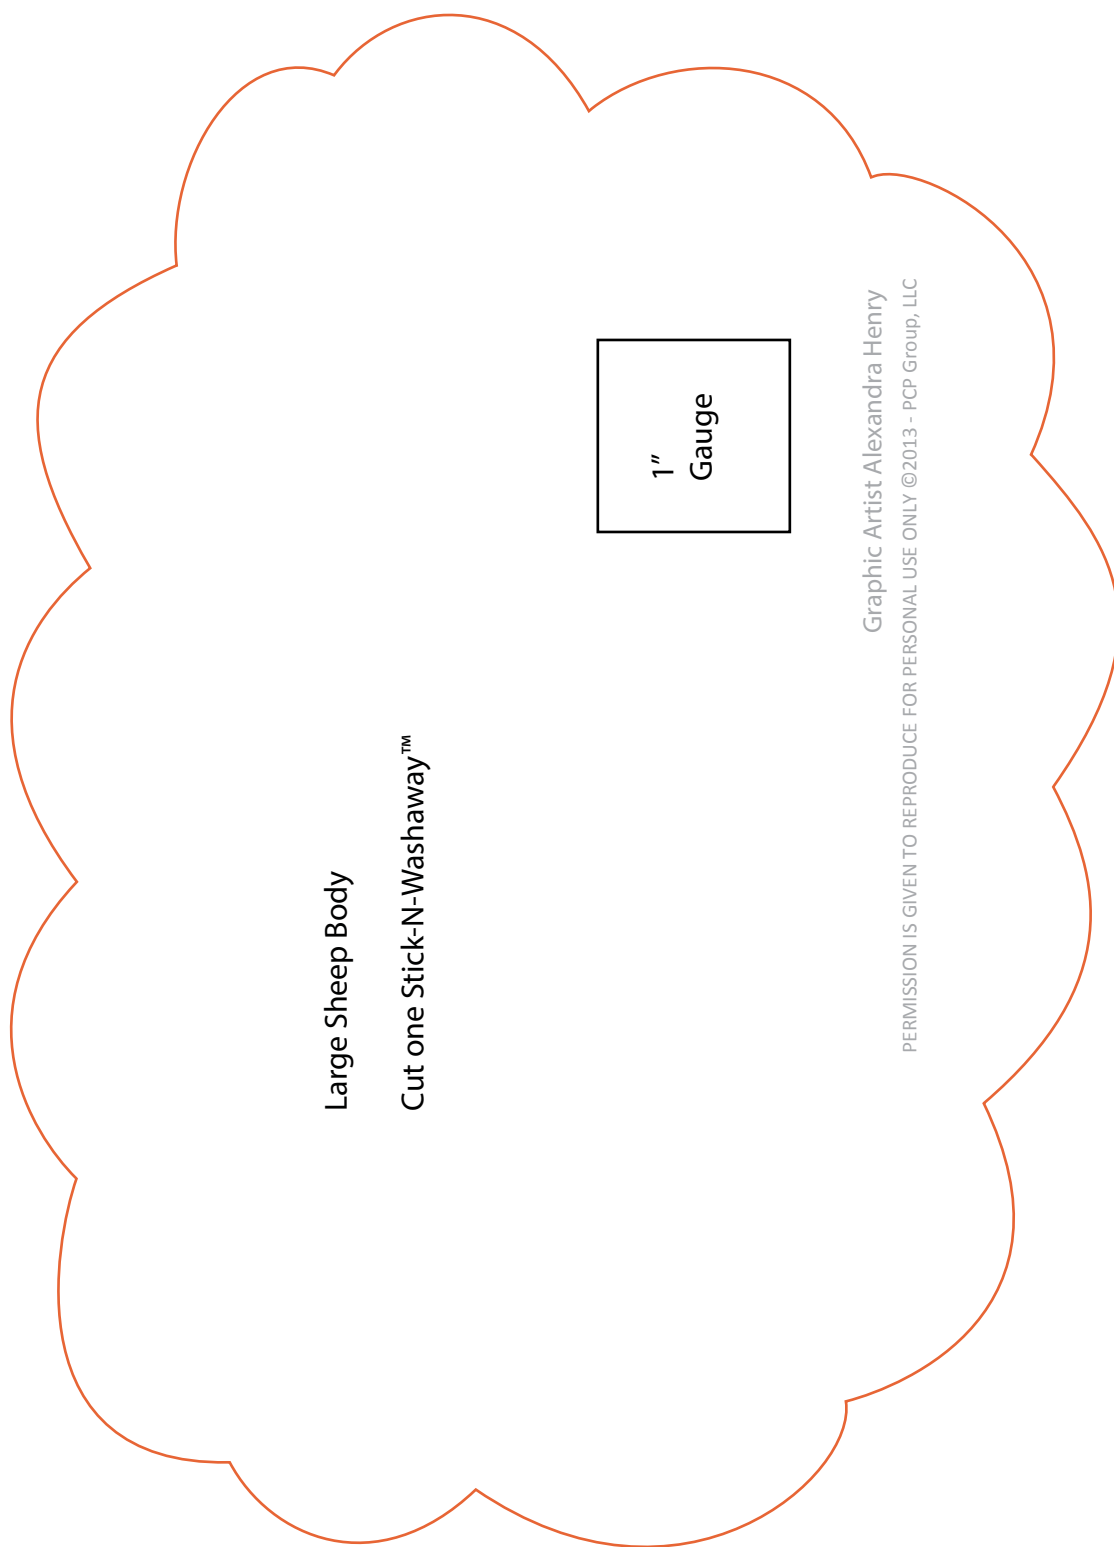 Large Sheep Body
Cut one Stick-N-Washaway™
1”
Gauge
Graphic Artist Alexandra Henry
PERMISSION IS GIVEN TO REPRODUCE FOR PERSONAL USE ONLY ©2013 - PCP Group, LLC